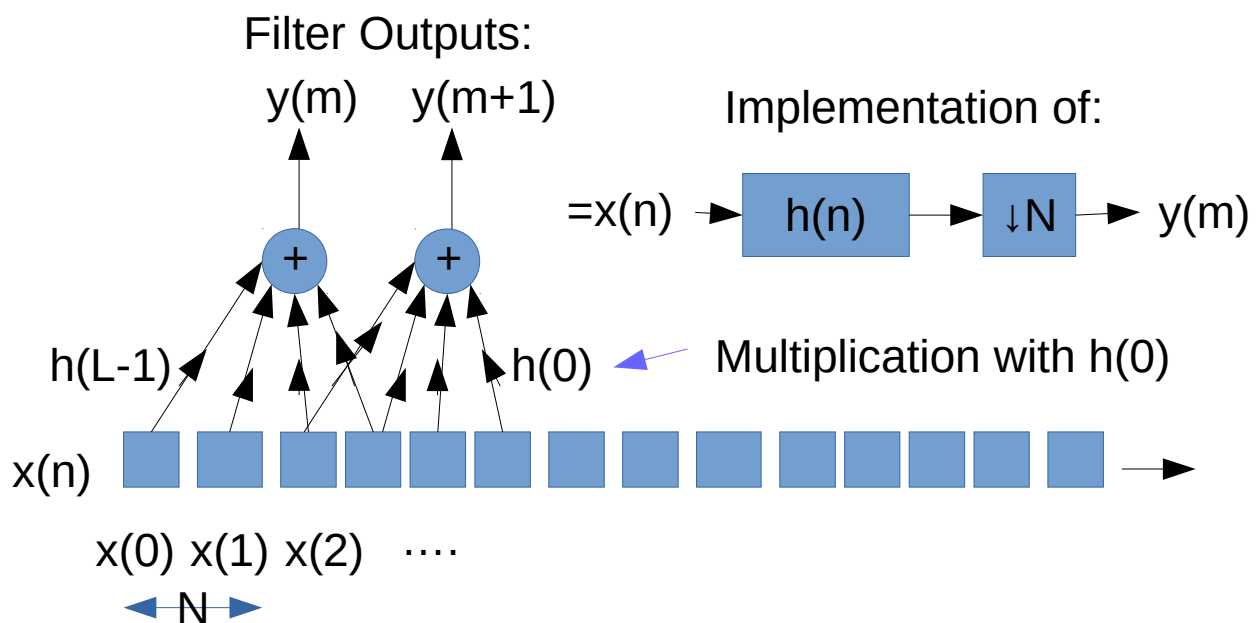 Filter Outputs:
y(m) y(m+1)
Implementation of:
=x(n) h(n) ↓N y(m)
+ +
h(L-1) h(0) Multiplication with h(0)
x(n)
x(0) x(1) x(2) ....
N